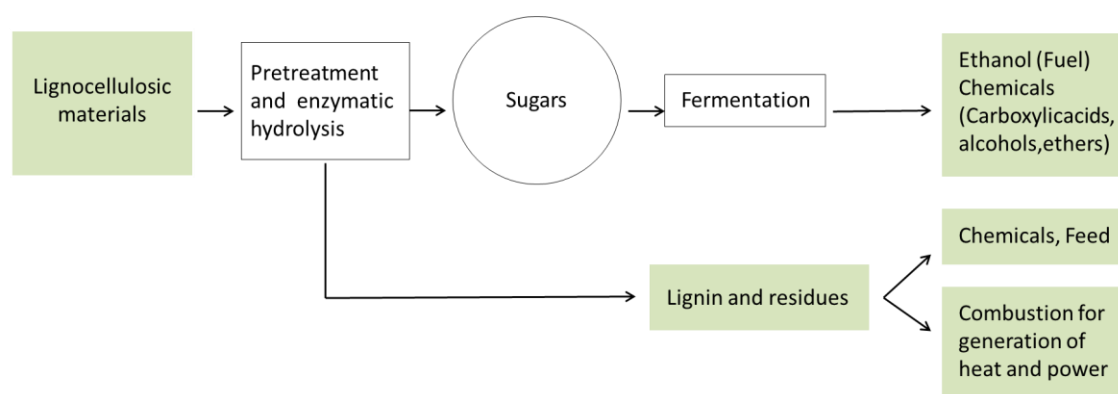 Lignocellulosic
materials
Pretreatment
and enzymatic
hydrolysis
Sugars
Fermentation
Ethanol (Fuel)
Chemicals
(Carboxylicacids,
alcohols,ethers)
Lignin and residues
Chemicals, Feed
Combustion for
generation of
heat and power